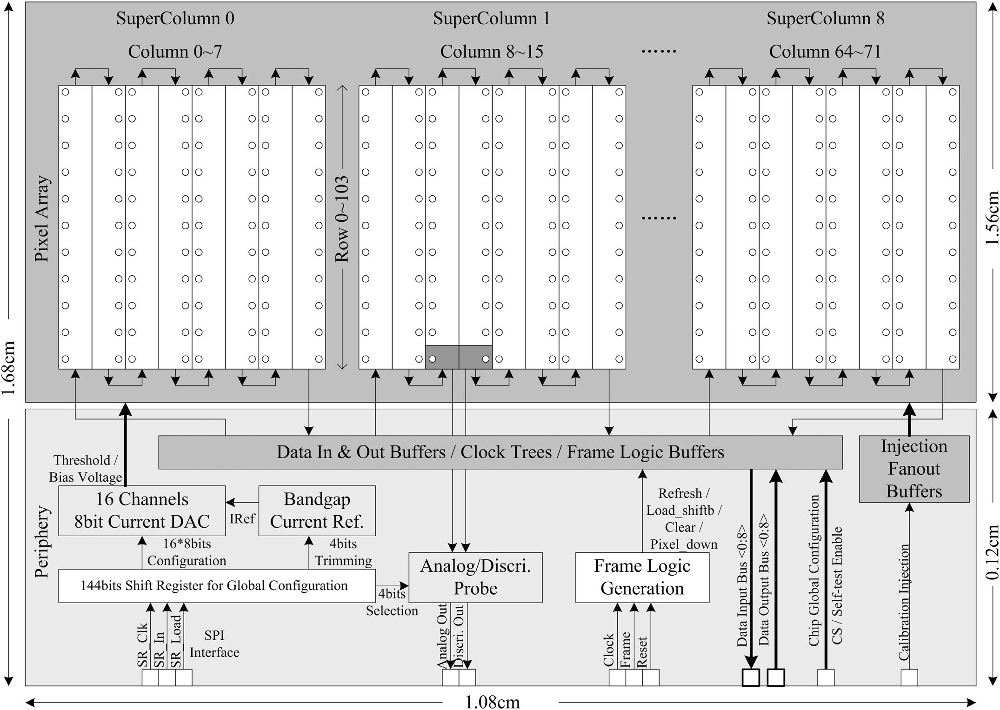 SuperColumn 0
SuperColumn 1
SuperColumn 8
Column 0~7
Column 8~15
......
Column 64~71
Pixel Array
Row 0~103
......
1.56cm
1.68cm
Data In & Out Buffers / Clock Trees / Frame Logic Buffers
Injection
Fanout
Buffers
Threshold /
Bias Voltage
16 Channels
8bit Current DAC
IRef
Bandgap
Current Ref.
Refresh /
Load_shiftb /
Clear /
Pixel_down
Periphery
16*8bits
Configuration
4bits
Trimming
144bits Shift Register for Global Configuration
4bits
Selection
Analog/Discri.
Probe
Frame Logic
Generation
Data Input Bus <0:8>
Data Output Bus <0:8>
Chip Global Configuration
CS / Self-test Enable
Calibration Injection
0.12cm
SR_Clk
SR_In
SR_Load
SPI
Interface
Analog Out
Discri. Out
Clock
Frame
Reset
1.08cm